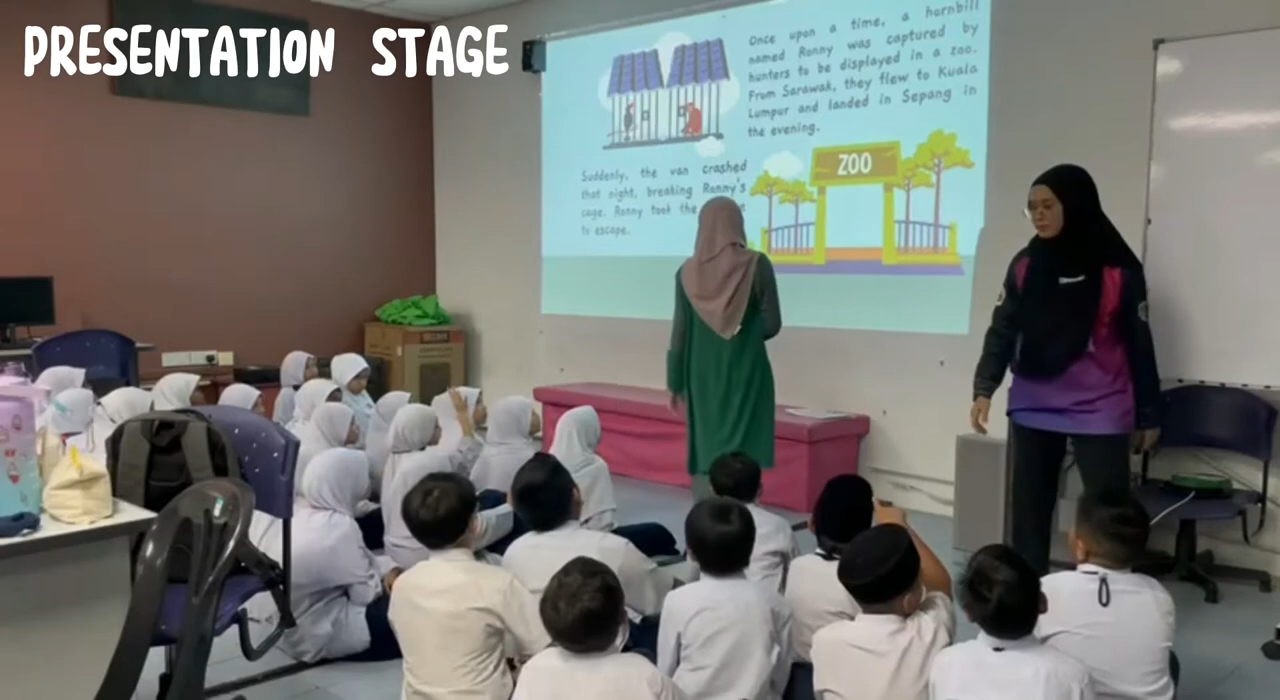 PRESENTATION STAGE
Once upon a time, a hornbill
named Ronny was captured by
hunters to be displayed in a zoo.
From Sarawak, they flew to Kuala
Lumpur and landed in Sepang in
the evening.
ZOO
Suddenly, the van crashed
that night, breaking Ronny's
cage. Ronny took the
to escape.